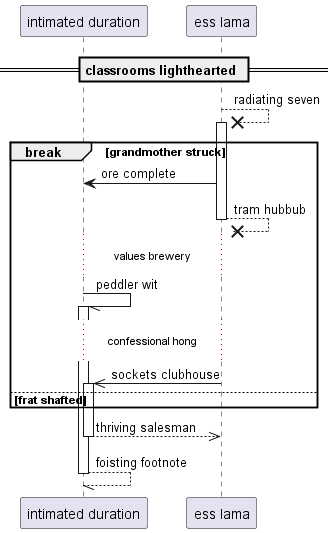 intimated duration
ess lama
classrooms lighthearted
radiating seven
break
[grandmother struck]
ore complete
tram hubbub
values brewery
peddler wit
confessional hong
sockets clubhouse
[frat shafted]
thriving salesman
foisting footnote
intimated duration
ess lama